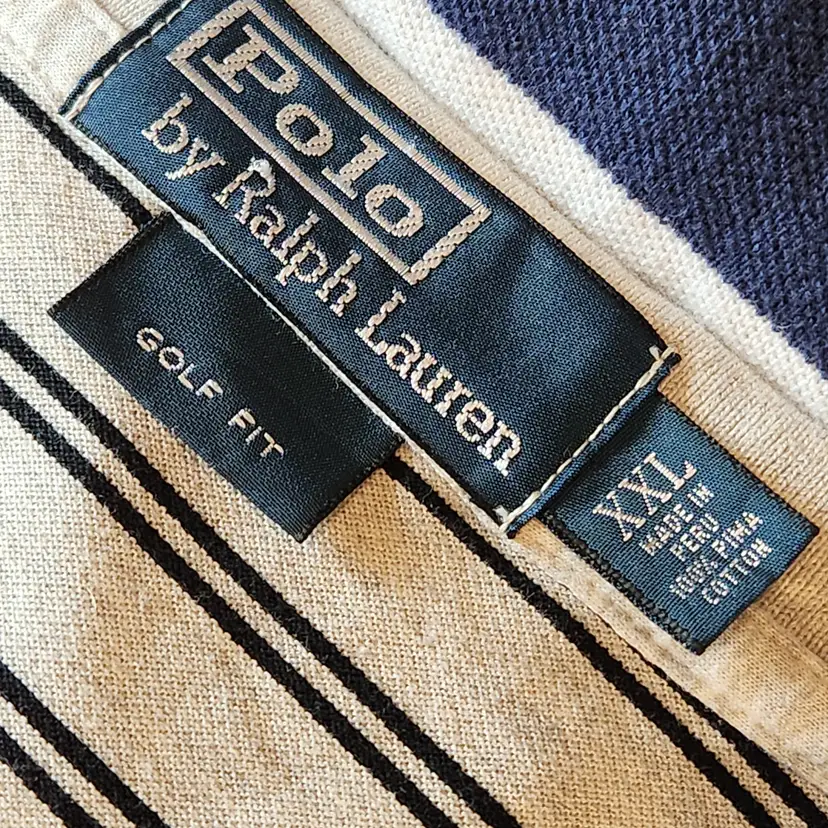 Polo
by Ralph Lauren
GOLF FIT
XXL
MADE IN
PERU
100% PIMA
COTTON